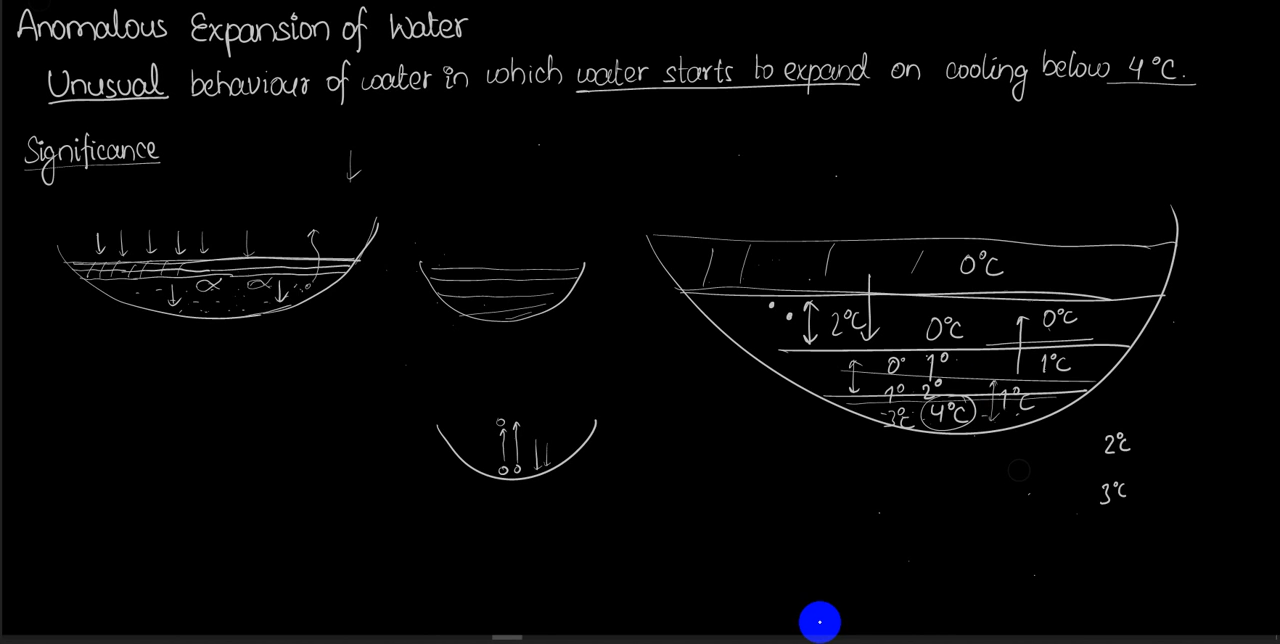 Anomalous Expansion of Water
Unusual behaviour of water in which water starts to expand on cooling below 4°C.
Significance
0°C
2°C 0°C 0°C
0° 1° 1°C
1° 2°
3°C 4°C 1°C
2°C
3°C